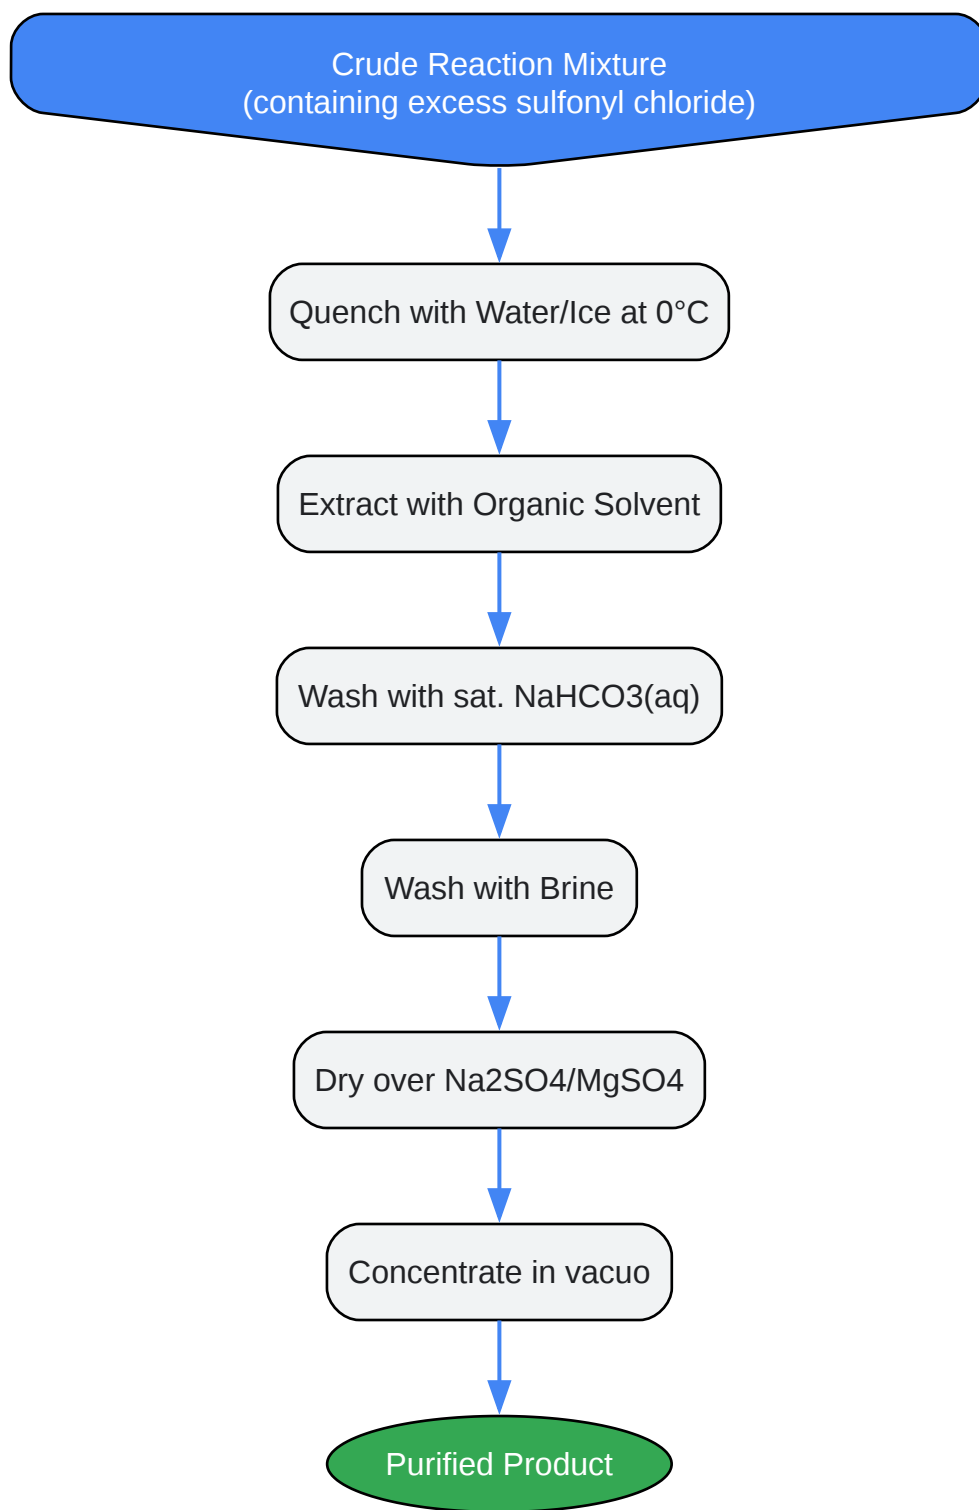 Crude Reaction Mixture
(containing excess sulfonyl chloride)
Quench with Water/Ice at 0°C
Extract with Organic Solvent
Wash with sat. NaHCO3(aq)
Wash with Brine
Dry over Na2SO4/MgSO4
Concentrate in vacuo
Purified Product